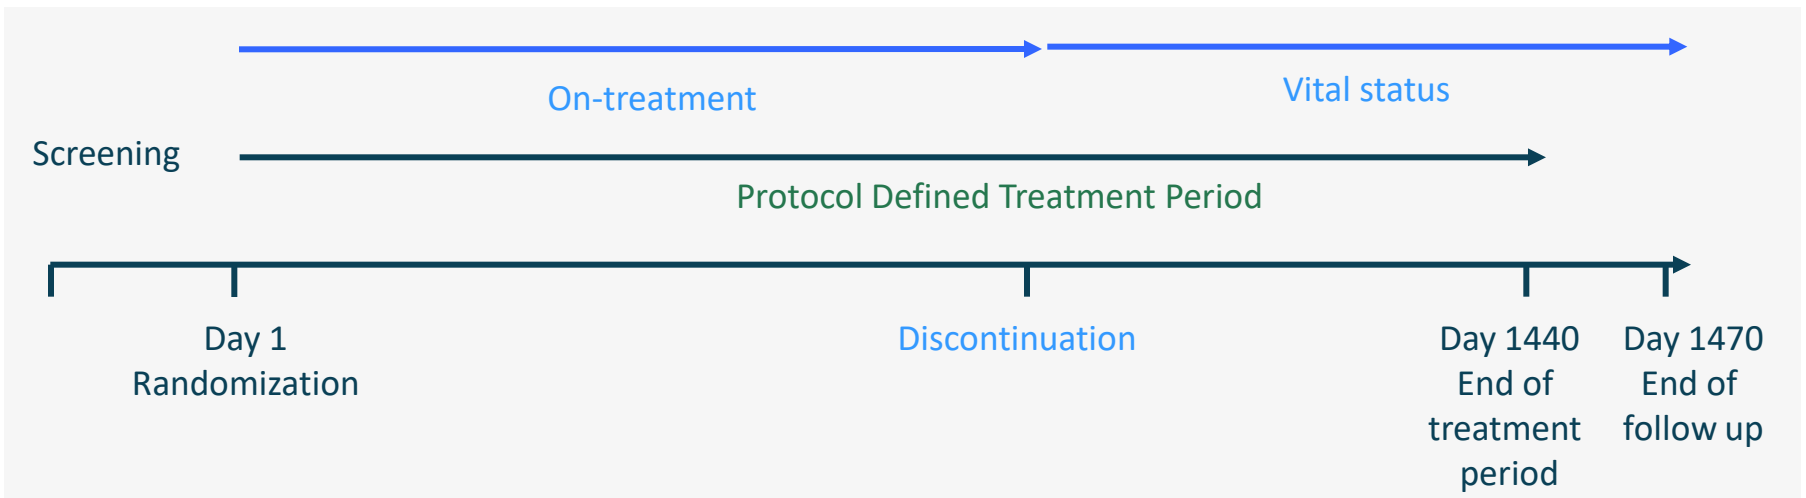 On-treatment
Vital status
Screening
Protocol Defined Treatment Period
Day 1
Randomization
Discontinuation
Day 1440
End of
treatment
period
Day 1470
End of
follow up